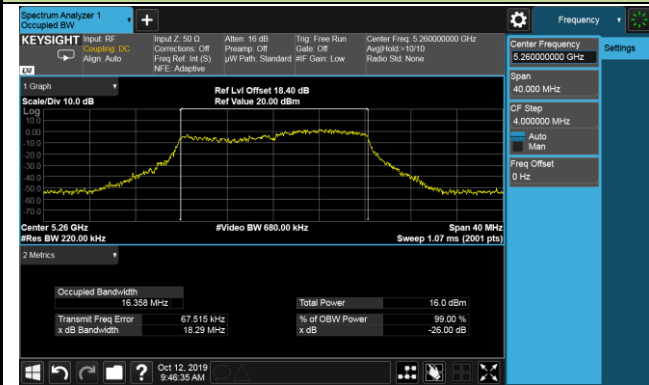 Spectrum Analyzer 1
Occupied BW
+
Frequency
KEYSIGHT
Input: RF
Coupling: DC
Align: Auto
Input Z: 50 Ω
Corrections: Off
Freq Ref: Int (S)
NFE: Adaptive
Atten: 16 dB
Preamp: Off
µW Path: Standard
Trig: Free Run
Gate: Off
#IF Gain: Low
Center Freq: 5.260000000 GHz
Avg|Hold:>10/10
Radio Std: None
LXI
Center Frequency
5.260000000 GHz
Settings
Span
40.000 MHz
CF Step
4.000000 MHz
Auto
Man
Freq Offset
0 Hz
1 Graph
Ref Lvl Offset 18.40 dB
Scale/Div 10.0 dB
Ref Value 20.00 dBm
Log
10.0
0.00
-10.0
-20.0
-30.0
-40.0
-50.0
-60.0
-70.0
Center 5.26 GHz
#Video BW 680.00 kHz
Span 40 MHz
#Res BW 220.00 kHz
Sweep 1.07 ms (2001 pts)
2 Metrics
Occupied Bandwidth
16.358 MHz
Total Power
16.0 dBm
Transmit Freq Error
67.515 kHz
% of OBW Power
99.00 %
x dB Bandwidth
18.29 MHz
x dB
-26.00 dB
?
Oct 12, 2019
9:46:35 AM